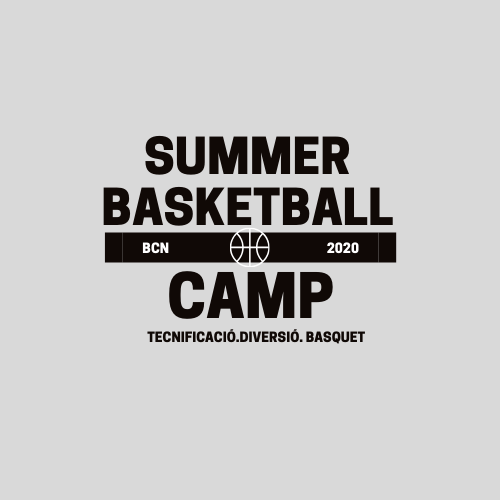 SUMMER
BASKETBALL
BCN 2020
CAMP
TECNIFICACIÓ.DIVERSIÓ. BASQUET